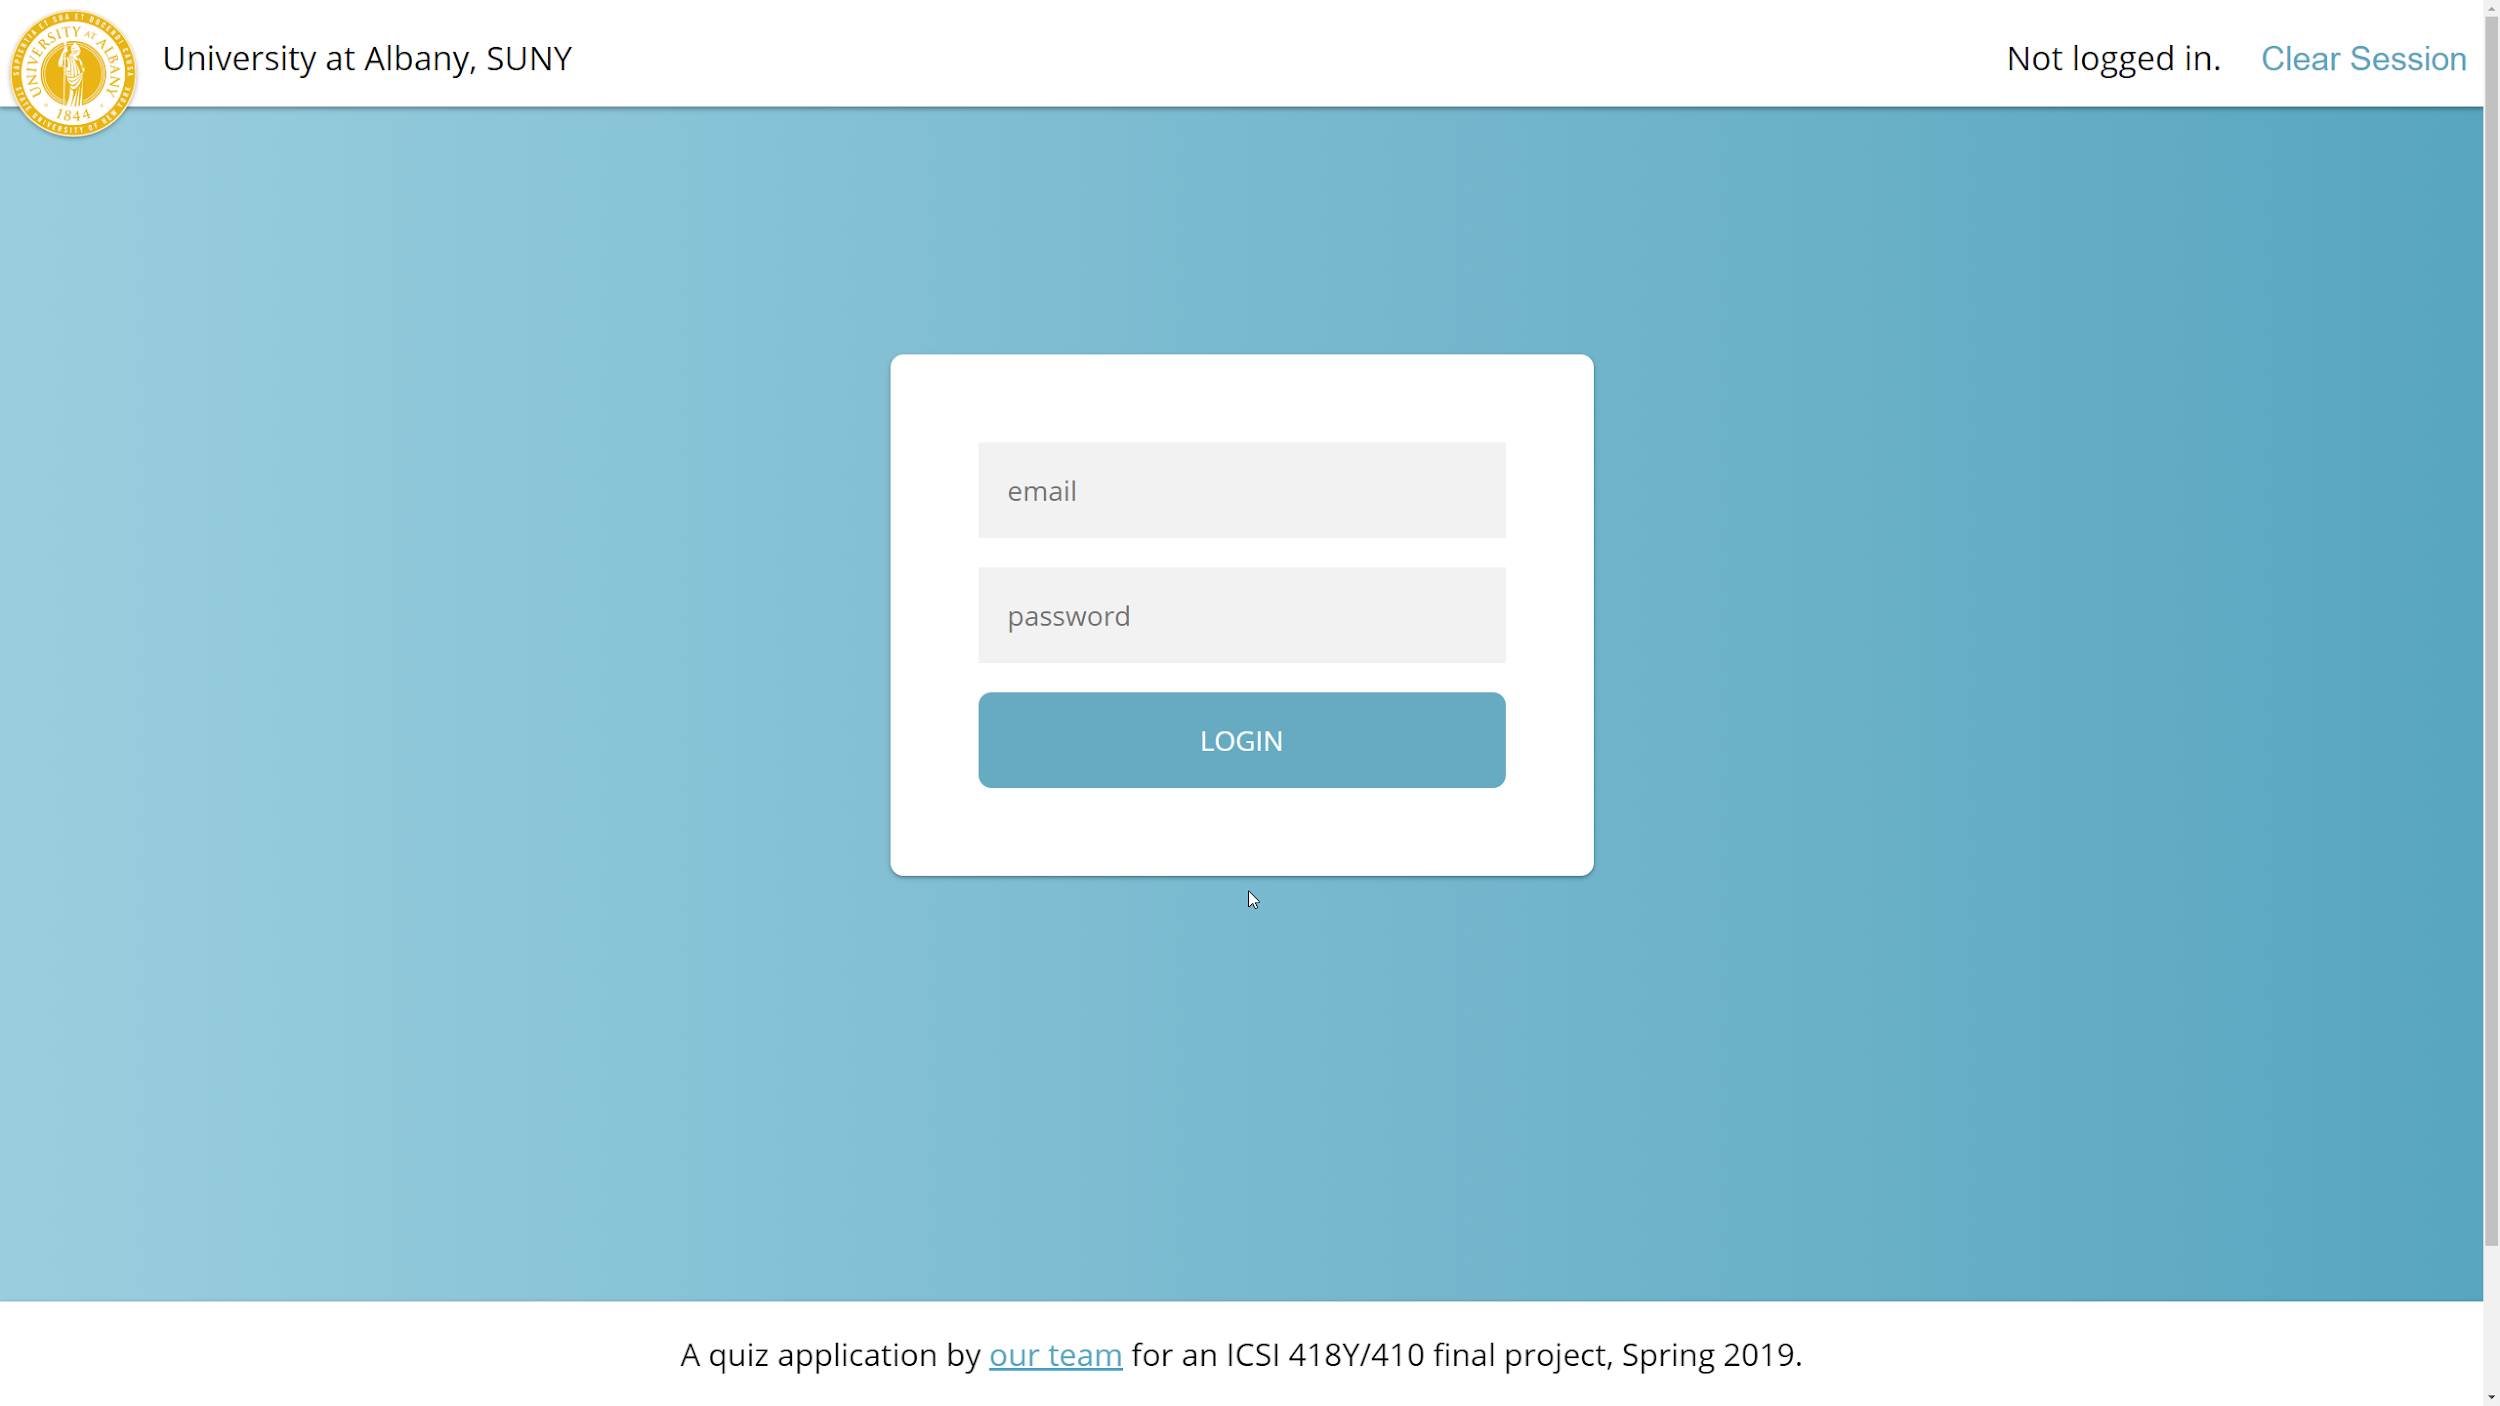 UNIVERSITY AT ALBANY
1844
University at Albany, SUNY
Not logged in. Clear Session
email
password
LOGIN
A quiz application by our team for an ICSI 418Y/410 final project, Spring 2019.